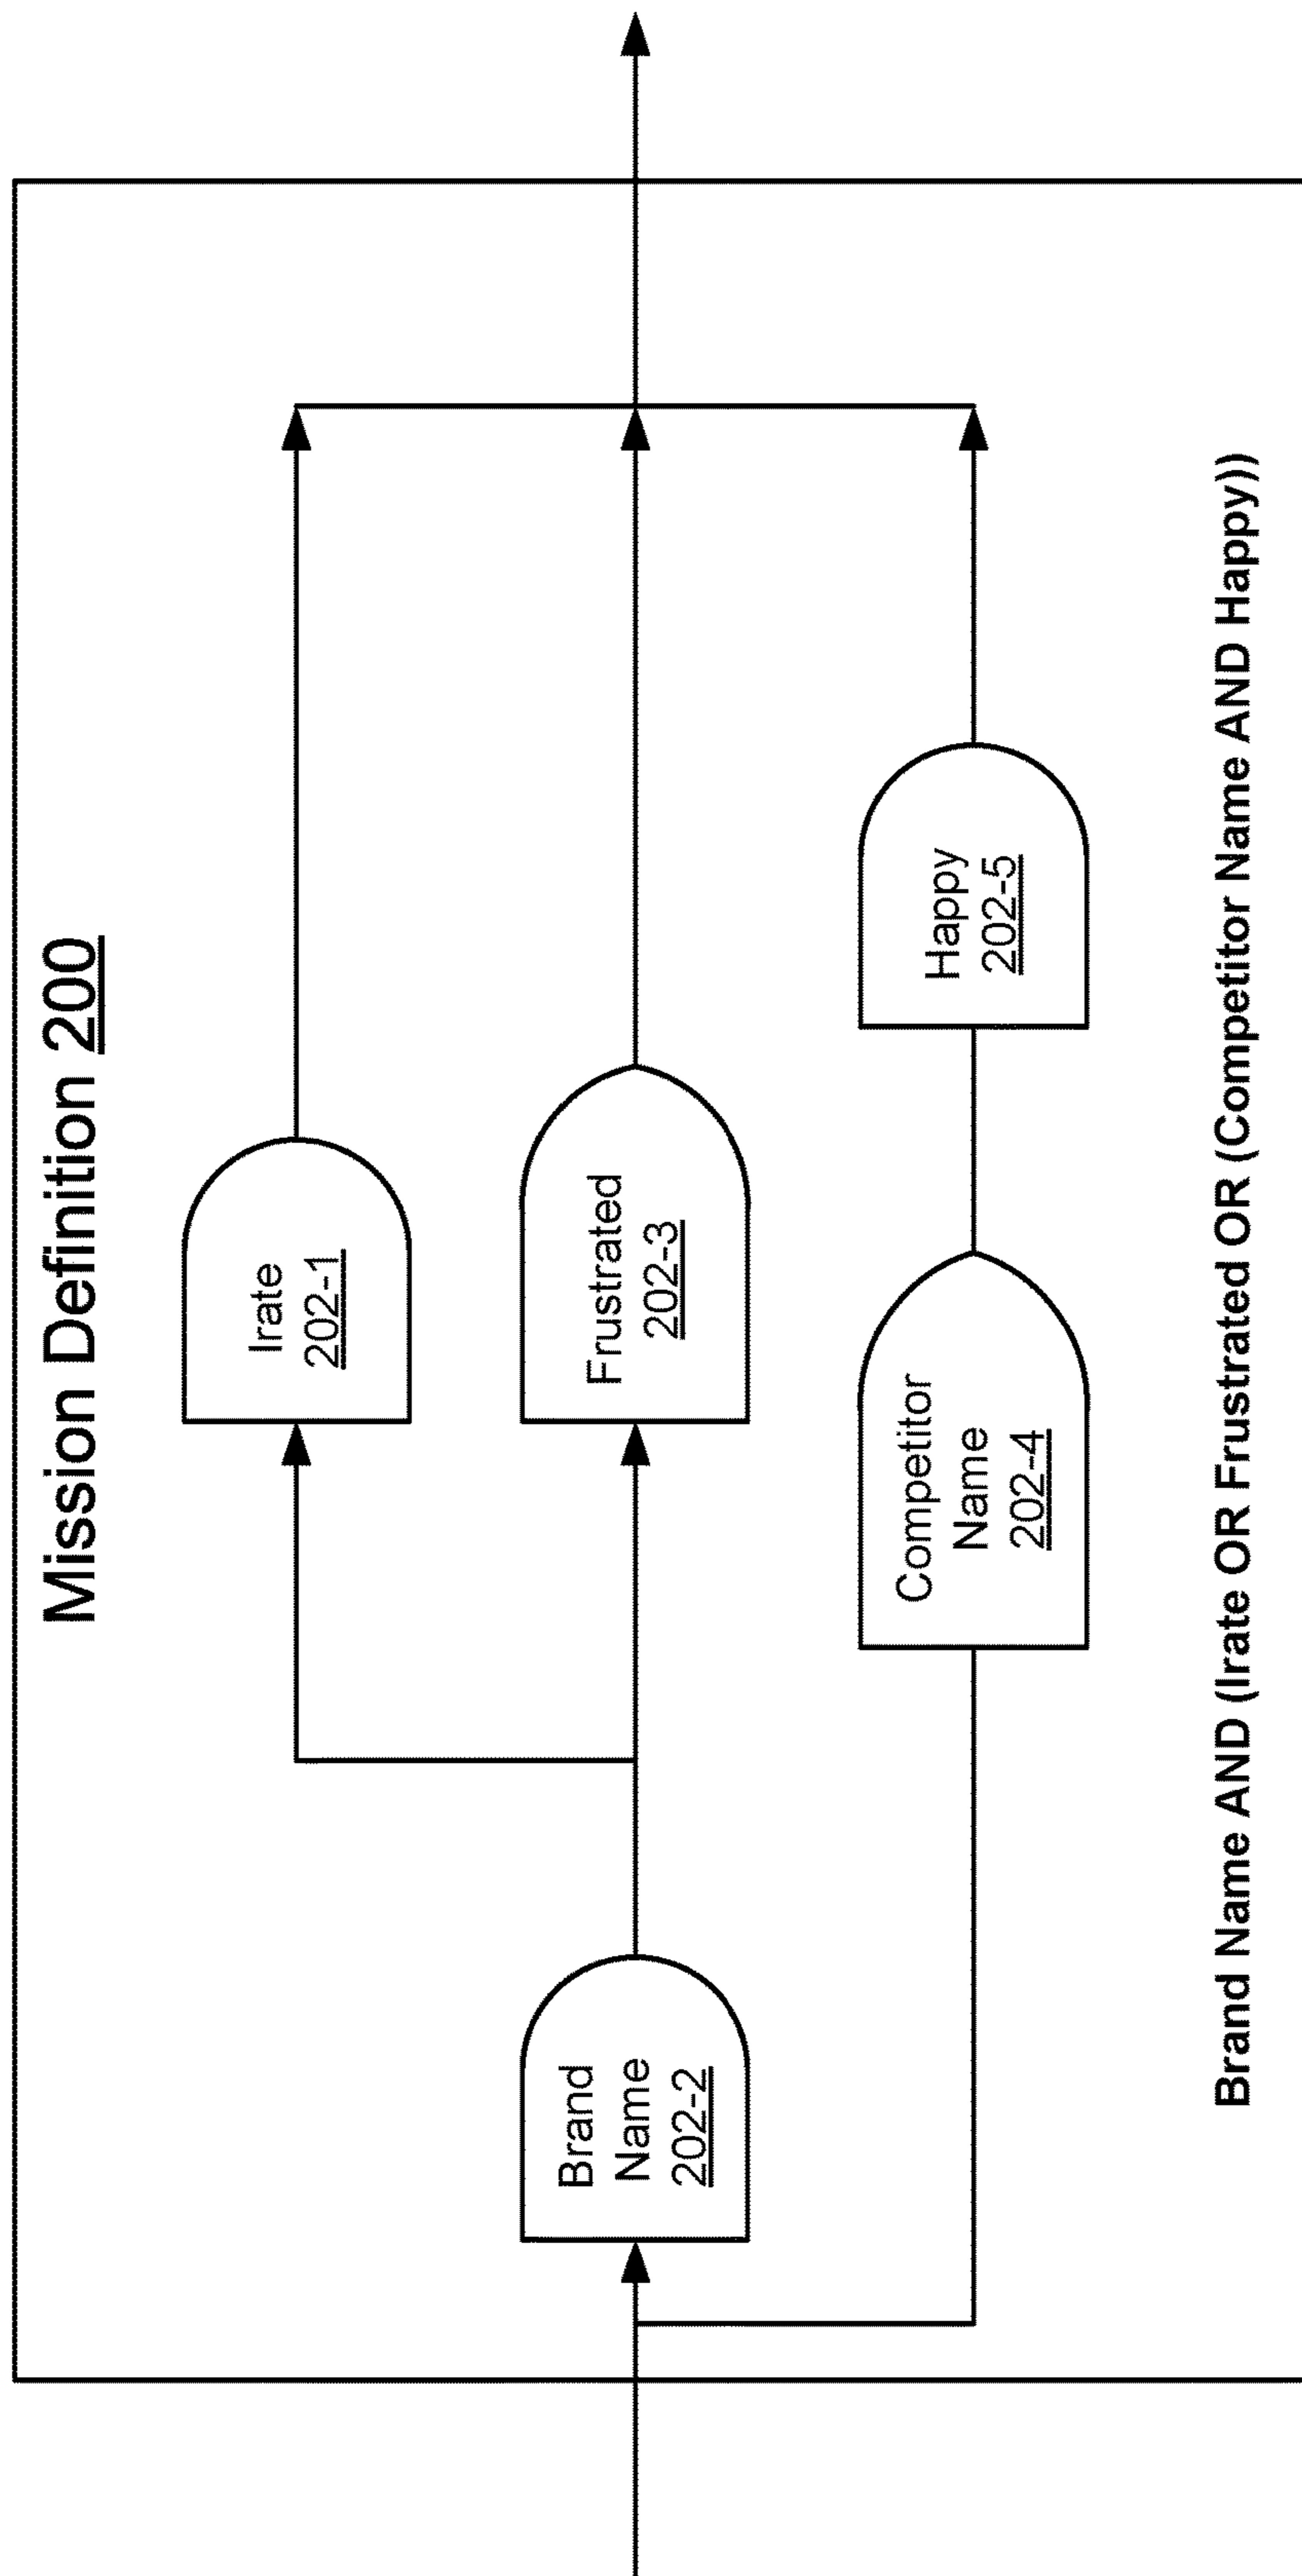 Mission Definition 200
Irate
202-1
Brand
Name
202-2
Frustrated
202-3
Competitor
Name
202-4
Happy
202-5
Brand Name AND (Irate OR Frustrated OR (Competitor Name AND Happy))